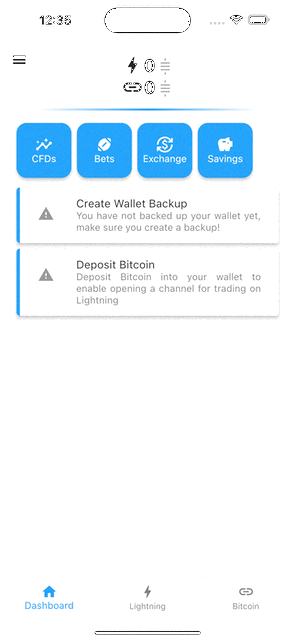 12:35
0
0
CFDs Bets Exchange Savings
Create Wallet Backup
You have not backed up your wallet yet,
make sure you create a backup!
Deposit Bitcoin
Deposit Bitcoin into your wallet to
enable opening a channel for trading on
Lightning
Dashboard Lightning Bitcoin